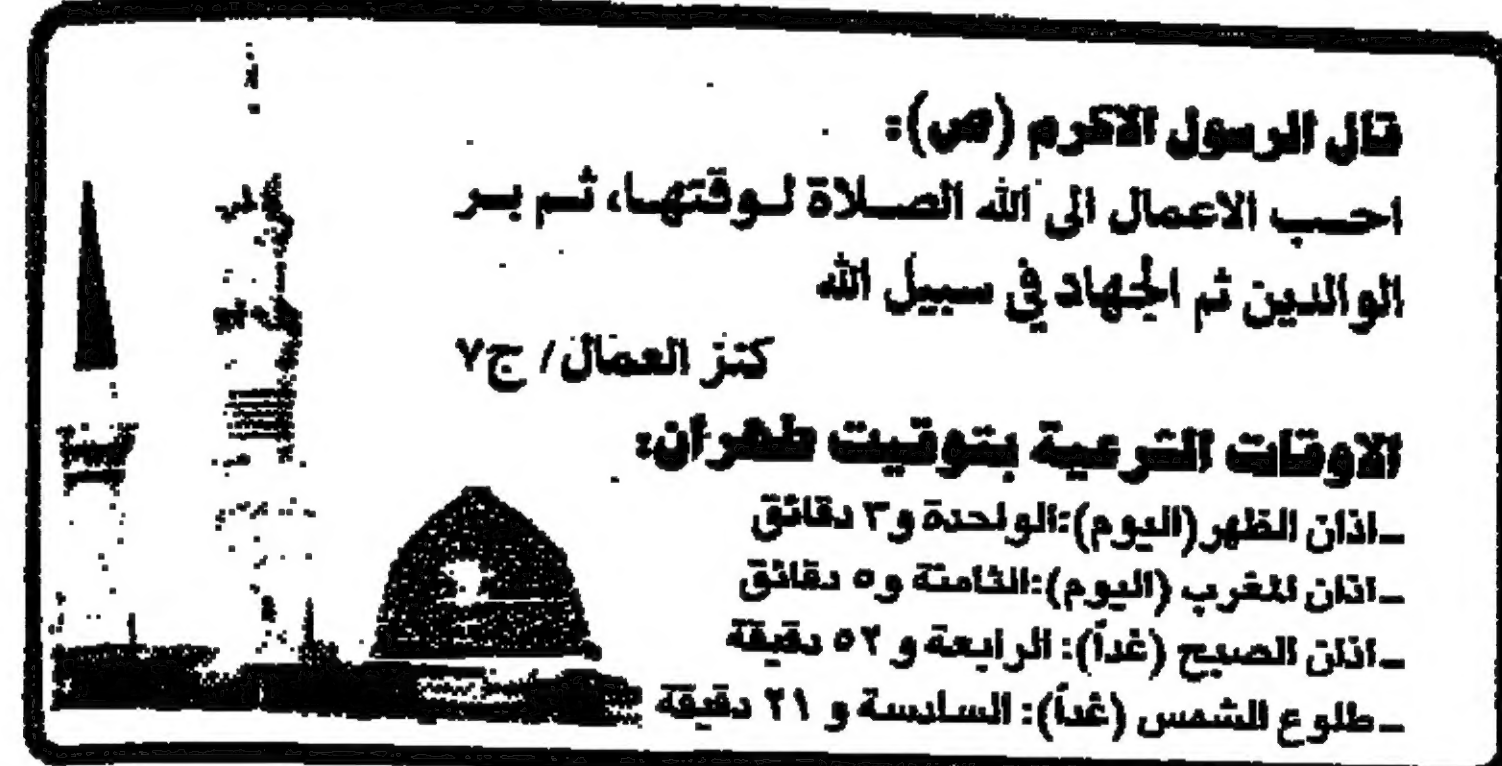 قال الرسول الاكرم (ص):
احب الاعمال الى الله الصلاة لوقتها، ثم بر
الوالدين ثم الجهاد في سبيل الله
كنز العمال / ج٧
الاوقات الشرعية بتوقيت طهران:
ـ اذان الظهر (اليوم): الواحدة و٣ دقائق
ـ اذان المغرب (اليوم): الثامنة و٥ دقائق
ـ اذان الصبح (غداً): الرابعة و ٥٢ دقيقة
ـ طلوع الشمس (غداً): السادسة و ٢١ دقيقة